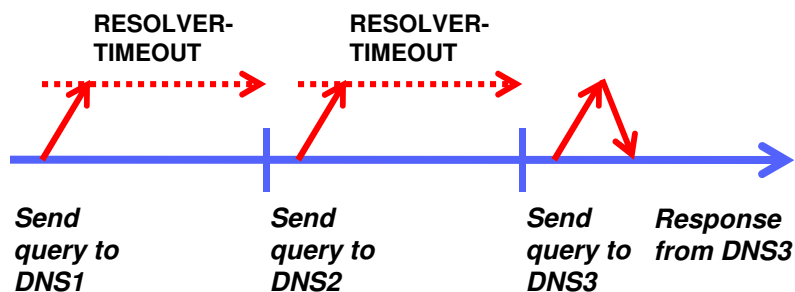 RESOLVER-
TIMEOUT
RESOLVER-
TIMEOUT
Send
query to
DNS1
Send
query to
DNS2
Send
query to
DNS3
Response
from DNS3